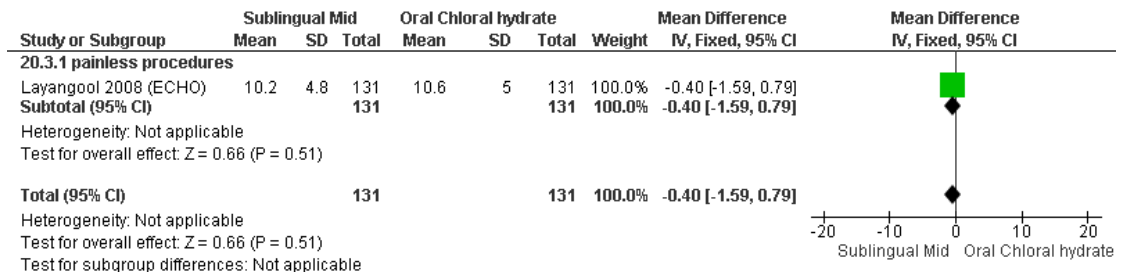 Sublingual Mid Oral Chloral hydrate Mean Difference Mean Difference
Study or Subgroup Mean SD Total Mean SD Total Weight IV, Fixed, 95% CI IV, Fixed, 95% CI
20.3.1 painless procedures
Layangool 2008 (ECHO) 10.2 4.8 131 10.6 5 131 100.0% -0.40 [-1.59, 0.79]
Subtotal (95% CI) 131 131 100.0% -0.40 [-1.59, 0.79]
Heterogeneity: Not applicable
Test for overall effect: Z = 0.66 (P = 0.51)
Total (95% CI) 131 131 100.0% -0.40 [-1.59, 0.79]
Heterogeneity: Not applicable
Test for overall effect: Z = 0.66 (P = 0.51)
Test for subgroup differences: Not applicable
-20 -10 0 10 20
Sublingual Mid Oral Chloral hydrate